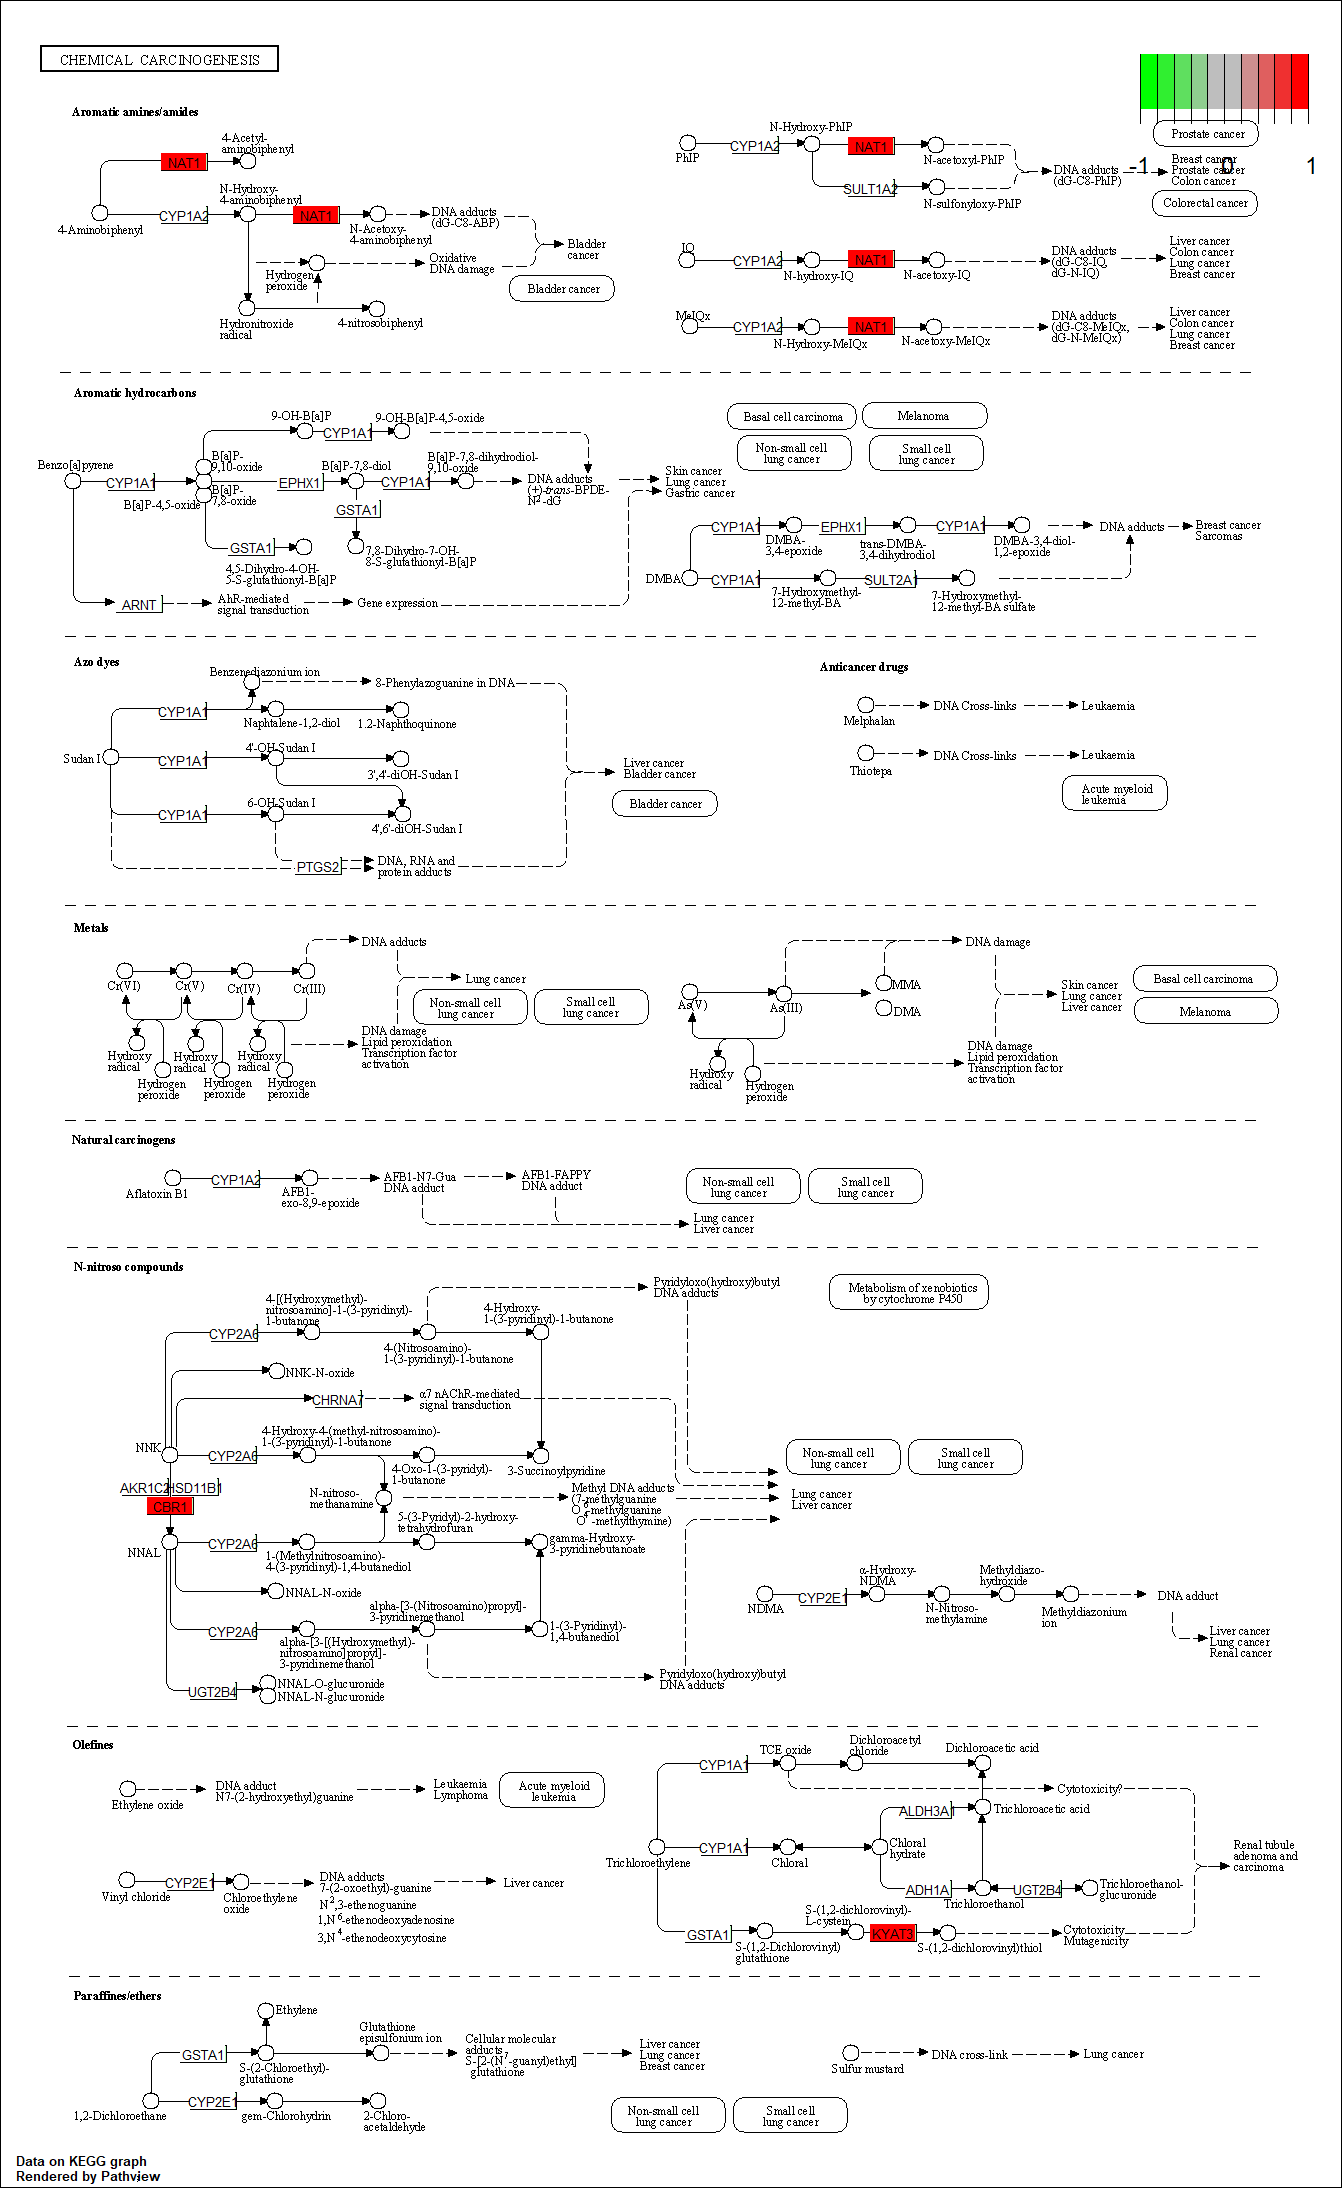 CHEMICAL CARCINOGENESIS
-1 0 1
Aromatic amines/amides
NAT1
4-Acetyl-
aminobiphenyl
4-Aminobiphenyl
CYP1A2
N-Hydroxy-
4-aminobiphenyl
NAT1
N-Acetoxy-
4-aminobiphenyl
DNA adducts
(dG-C8-ABP)
Hydrogen
peroxide
Oxidative
DNA damage
Bladder
cancer
Bladder cancer
Hydronitroxide
radical
4-nitrosobiphenyl
PhIP
CYP1A2
N-Hydroxy-PhIP
NAT1
N-acetoxyl-PhIP
SULT1A2
N-sulfonyloxy-PhIP
DNA adducts
(dG-C8-PhIP)
Prostate cancer
Breast cancer
Prostate cancer
Colon cancer
Colorectal cancer
IQ
CYP1A2
N-hydroxy-IQ
NAT1
N-acetoxy-IQ
DNA adducts
(dG-C8-IQ,
dG-N-IQ)
Liver cancer
Colon cancer
Lung cancer
Breast cancer
MeIQx
CYP1A2
N-Hydroxy-MeIQx
NAT1
N-acetoxy-MeIQx
DNA adducts
(dG-C8-MeIQx,
dG-N-MeIQx)
Liver cancer
Colon cancer
Lung cancer
Breast cancer
Aromatic hydrocarbons
9-OH-B[a]P
CYP1A1
9-OH-B[a]P-4,5-oxide
Benzo[a]pyrene
CYP1A1
B[a]P-
9,10-oxide
B[a]P-4,5-oxide
B[a]P-
7,8-oxide
EPHX1
B[a]P-7,8-diol
CYP1A1
B[a]P-7,8-dihydrodiol-
9,10-oxide
DNA adducts
(+)-trans-BPDE-
N2-dG
Skin cancer
Lung cancer
Gastric cancer
GSTA1
7,8-Dihydro-7-OH-
8-S-glutathionyl-B[a]P
GSTA1
4,5-Dihydro-4-OH-
5-S-glutathionyl-B[a]P
ARNT
AhR-mediated
signal transduction
Gene expression
Basal cell carcinoma
Melanoma
Non-small cell
lung cancer
Small cell
lung cancer
DMBA
CYP1A1
DMBA-
3,4-epoxide
EPHX1
trans-DMBA-
3,4-dihydrodiol
CYP1A1
DMBA-3,4-diol-
1,2-epoxide
DNA adducts
Breast cancer
Sarcomas
CYP1A1
7-Hydroxymethyl-
12-methyl-BA
SULT2A1
7-Hydroxymethyl-
12-methyl-BA sulfate
Azo dyes
Benzenediazonium ion
8-Phenylazoguanine in DNA
CYP1A1
Naphtalene-1,2-diol
1.2-Naphthoquinone
Sudan I
CYP1A1
4'-OH-Sudan I
3',4'-diOH-Sudan I
CYP1A1
6-OH-Sudan I
4',6'-diOH-Sudan I
PTGS2
DNA, RNA and
protein adducts
Liver cancer
Bladder cancer
Bladder cancer
Anticancer drugs
Melphalan
DNA Cross-links
Leukaemia
Thiotepa
DNA Cross-links
Leukaemia
Acute myeloid
leukemia
Metals
Cr(VI)
Cr(V)
Cr(IV)
Cr(III)
DNA adducts
Lung cancer
Non-small cell
lung cancer
Small cell
lung cancer
Hydroxy
radical
Hydroxy
radical
Hydroxy
radical
Hydrogen
peroxide
Hydrogen
peroxide
Hydrogen
peroxide
DNA damage
Lipid peroxidation
Transcription factor
activation
As(V)
As(III)
MMA
DMA
DNA damage
Hydroxy
radical
Hydrogen
peroxide
DNA damage
Lipid peroxidation
Transcription factor
activation
Skin cancer
Lung cancer
Liver cancer
Basal cell carcinoma
Melanoma
Natural carcinogens
Aflatoxin B1
CYP1A2
AFB1-
exo-8,9-epoxide
AFB1-N7-Gua
DNA adduct
AFB1-FAPPY
DNA adduct
Non-small cell
lung cancer
Small cell
lung cancer
Lung cancer
Liver cancer
N-nitroso compounds
4-[(Hydroxymethyl)-
nitrosoamino]-1-(3-pyridinyl)-
1-butanone
CYP2A6
4-(Nitrosoamino)-
1-(3-pyridinyl)-1-butanone
4-Hydroxy-
1-(3-pyridinyl)-1-butanone
Pyridyloxo(hydroxy)butyl
DNA adducts
Metabolism of xenobiotics
by cytochrome P450
NNK-N-oxide
CHRNA7
α7 nAChR-mediated
signal transduction
NNK
CYP2A6
4-Hydroxy-4-(methyl-nitrosoamino)-
1-(3-pyridinyl)-1-butanone
4-Oxo-1-(3-pyridyl)-
1-butanone
3-Succinoylpyridine
AKR1C2
HSD11B1
CBR1
N-nitroso-
methanamine
Methyl DNA adducts
(7-methylguanine
O6-methylguanine
O4-methylthymine)
Non-small cell
lung cancer
Small cell
lung cancer
Lung cancer
Liver cancer
NNAL
CYP2A6
1-(Methylnitrosoamino)-
4-(3-pyridinyl)-1,4-butanediol
5-(3-Pyridyl)-2-hydroxy-
tetrahydrofuran
gamma-Hydroxy-
3-pyridinebutanoate
NNAL-N-oxide
CYP2A6
alpha-[3-[(Hydroxymethyl)-
nitrosoamino]propyl]-
3-pyridinemethanol
alpha-[3-(Nitrosoamino)propyl]-
3-pyridinemethanol
1-(3-Pyridinyl)-
1,4-butanediol
UGT2B4
NNAL-O-glucuronide
NNAL-N-glucuronide
Pyridyloxo(hydroxy)butyl
DNA adducts
NDMA
CYP2E1
α-Hydroxy-
NDMA
N-Nitroso-
methylamine
Methyldiazo-
hydroxide
Methyldiazonium
ion
DNA adduct
Liver cancer
Lung cancer
Renal cancer
Olefines
Ethylene oxide
DNA adduct
N7-(2-hydroxyethyl)guanine
Leukaemia
Lymphoma
Acute myeloid
leukemia
Vinyl chloride
CYP2E1
Chloroethylene
oxide
DNA adducts
7-(2-oxoethyl)-guanine
N2,3-ethenoguanine
1,N6-ethenodeoxyadenosine
3,N4-ethenodeoxycytosine
Liver cancer
CYP1A1
TCE oxide
Dichloroacetyl
chloride
Dichloroacetic acid
Cytotoxicity?
ALDH3A1
Trichloroacetic acid
Trichloroethylene
CYP1A1
Chloral
Chloral
hydrate
ADH1A
Trichloroethanol
UGT2B4
Trichloroethanol-
glucuronide
GSTA1
S-(1,2-Dichlorovinyl)
glutathione
S-(1,2-dichlorovinyl)-
L-cystein
KYAT3
S-(1,2-dichlorovinyl)thiol
Cytotoxicity
Mutagenicity
Renal tubule
adenoma and
carcinoma
Paraffines/ethers
Ethylene
GSTA1
S-(2-Chloroethyl)-
glutathione
Glutathione
episulfonium ion
Cellular molecular
adducts
S-[2-(N7-guanyl)ethyl]
glutathione
Liver cancer
Lung cancer
Breast cancer
1,2-Dichloroethane
CYP2E1
gem-Chlorohydrin
2-Chloro-
acetaldehyde
Non-small cell
lung cancer
Small cell
lung cancer
Sulfur mustard
DNA cross-link
Lung cancer
Data on KEGG graph
Rendered by Pathview